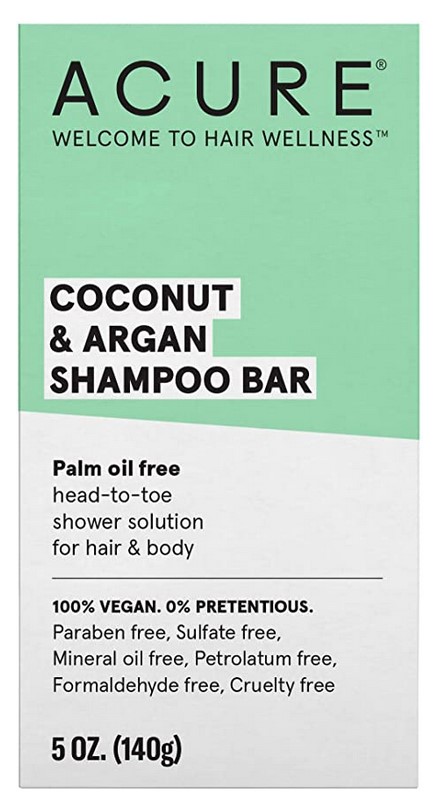 ACURE®
WELCOME TO HAIR WELLNESS™
COCONUT
& ARGAN
SHAMPOO BAR
Palm oil free
head-to-toe
shower solution
for hair & body
100% VEGAN. 0% PRETENTIOUS.
Paraben free, Sulfate free,
Mineral oil free, Petrolatum free,
Formaldehyde free, Cruelty free
5 OZ. (140g)